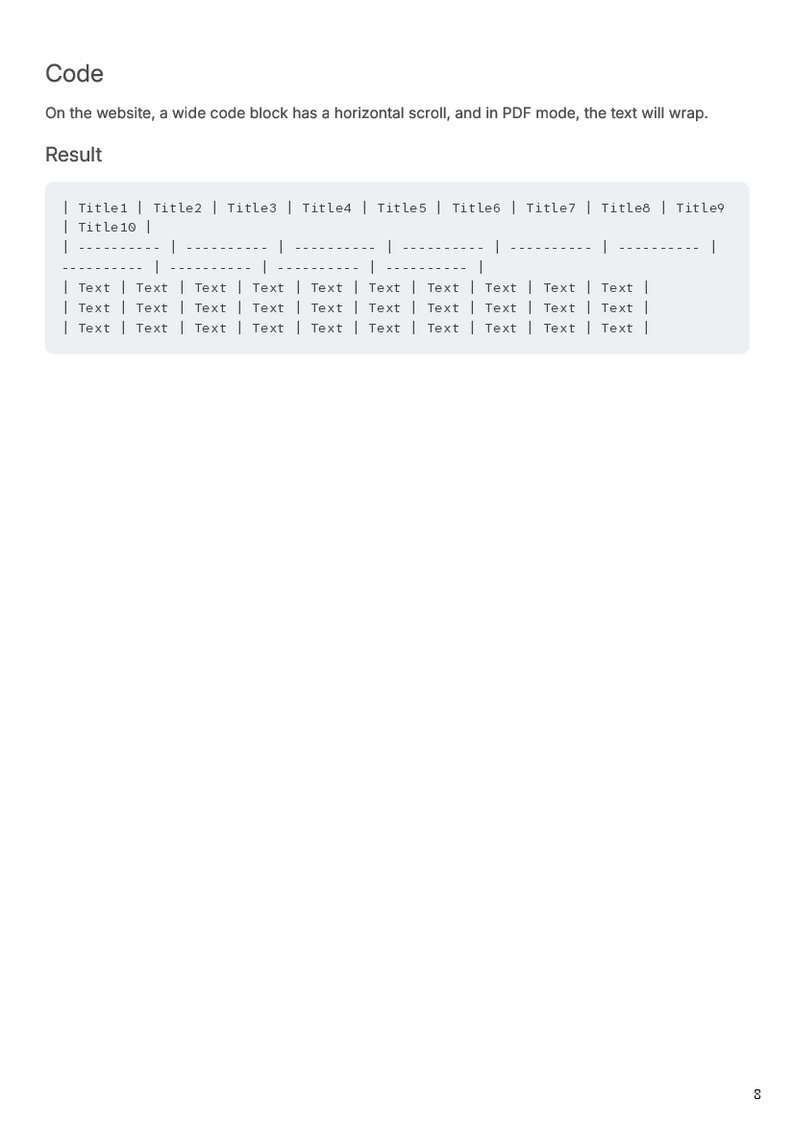 Code
On the website, a wide code block has a horizontal scroll, and in PDF mode, the text will wrap.
Result
| Title1 | Title2 | Title3 | Title4 | Title5 | Title6 | Title7 | Title8 | Title9
| Title10 |
| ---------- | ---------- | ---------- | ---------- | ---------- | ---------- |
---------- | ---------- | ---------- | ---------- |
| Text | Text | Text | Text | Text | Text | Text | Text | Text | Text |
| Text | Text | Text | Text | Text | Text | Text | Text | Text | Text |
| Text | Text | Text | Text | Text | Text | Text | Text | Text | Text |
8